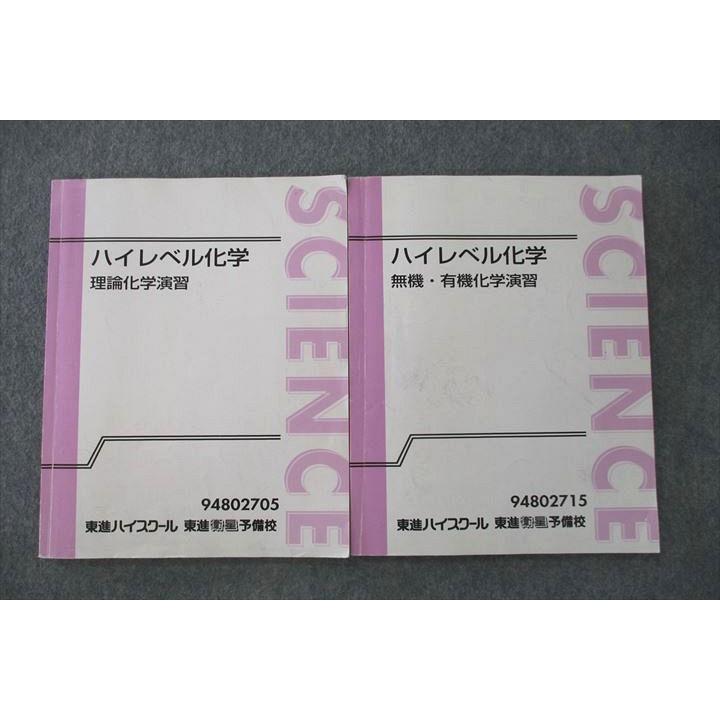 ハイレベル化学
理論化学演習
SCIENCE
94802705
東進ハイスクール 東進衛星予備校
ハイレベル化学
無機・有機化学演習
SCIENCE
94802715
東進ハイスクール 東進衛星予備校